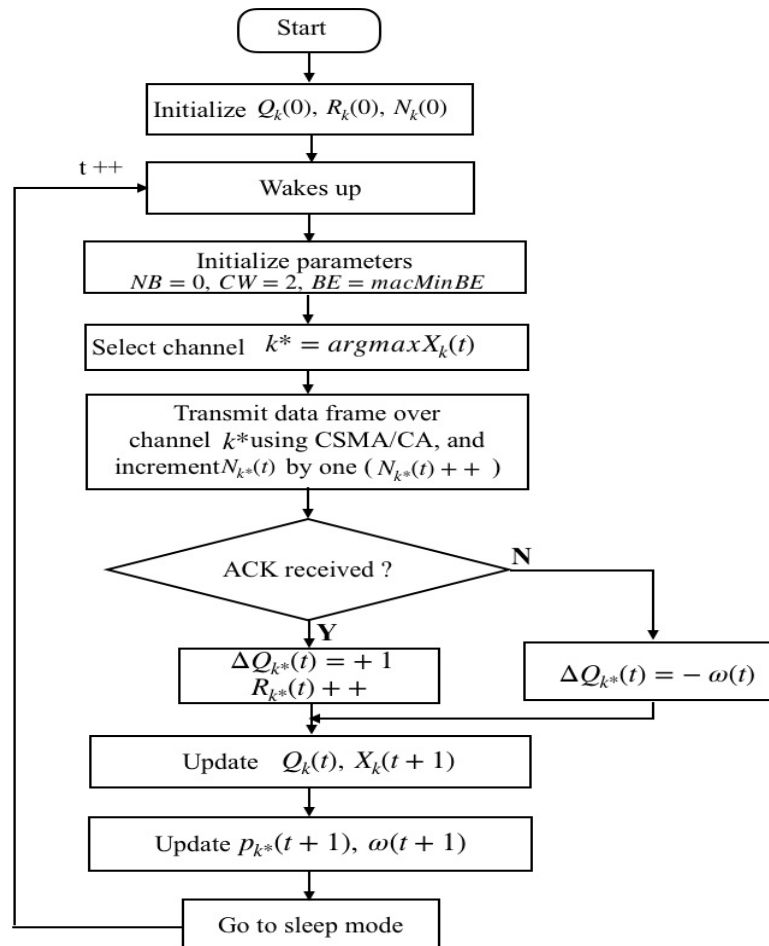 Start
Initialize Q_k(0), R_k(0), N_k(0)
t ++
Wakes up
Initialize parameters
NB = 0, CW = 2, BE = macMinBE
Select channel k* = argmaxX_k(t)
Transmit data frame over
channel k* using CSMA/CA, and
increment N_k*(t) by one ( N_k*(t) + + )
ACK received ?
N
Y
ΔQ_k*(t) = + 1
R_k*(t) + +
ΔQ_k*(t) = − ω(t)
Update Q_k(t), X_k(t + 1)
Update p_k*(t + 1), ω(t + 1)
Go to sleep mode